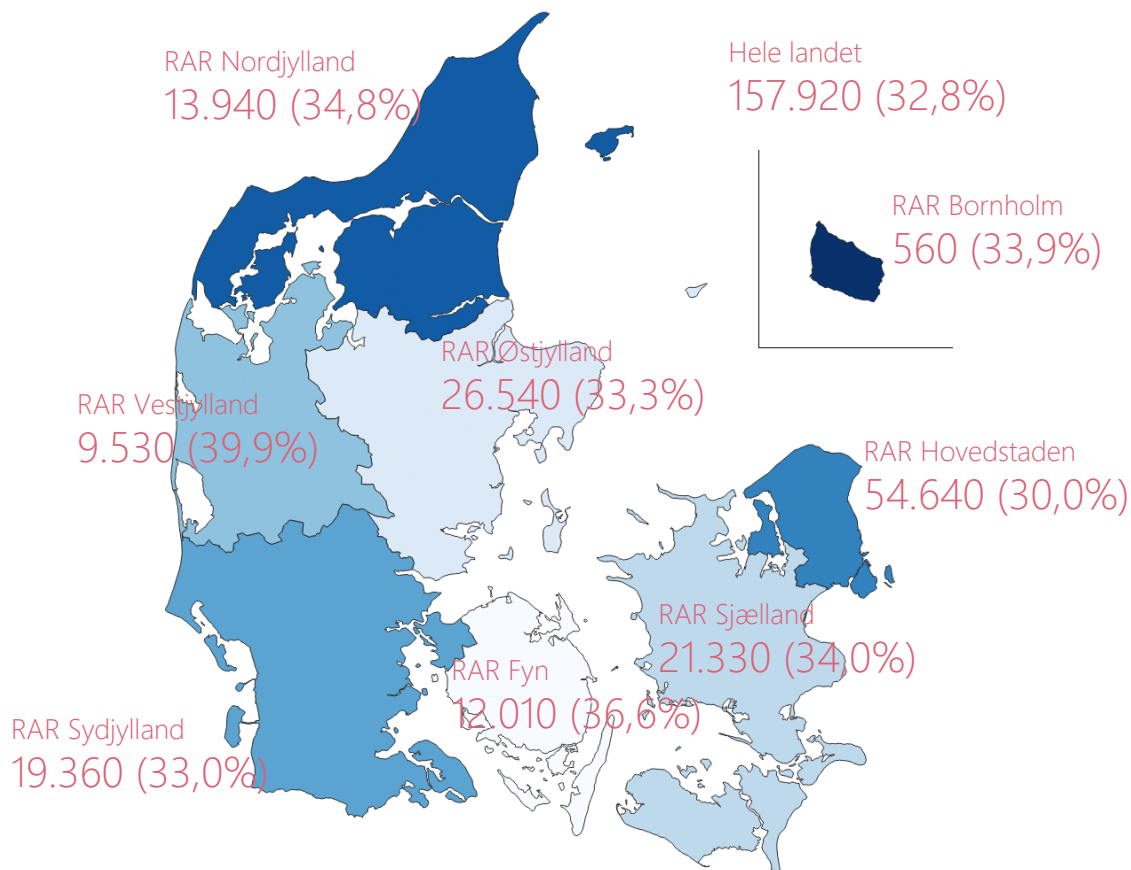 RAR Nordjylland
13.940 (34,8%)
Hele landet
157.920 (32,8%)
RAR Bornholm
560 (33,9%)
RAR Østjylland
26.540 (33,3%)
RAR Vestjylland
9.530 (39,9%)
RAR Hovedstaden
54.640 (30,0%)
RAR Sjælland
21.330 (34,0%)
RAR Fyn
12.010 (36,6%)
RAR Sydjylland
19.360 (33,0%)